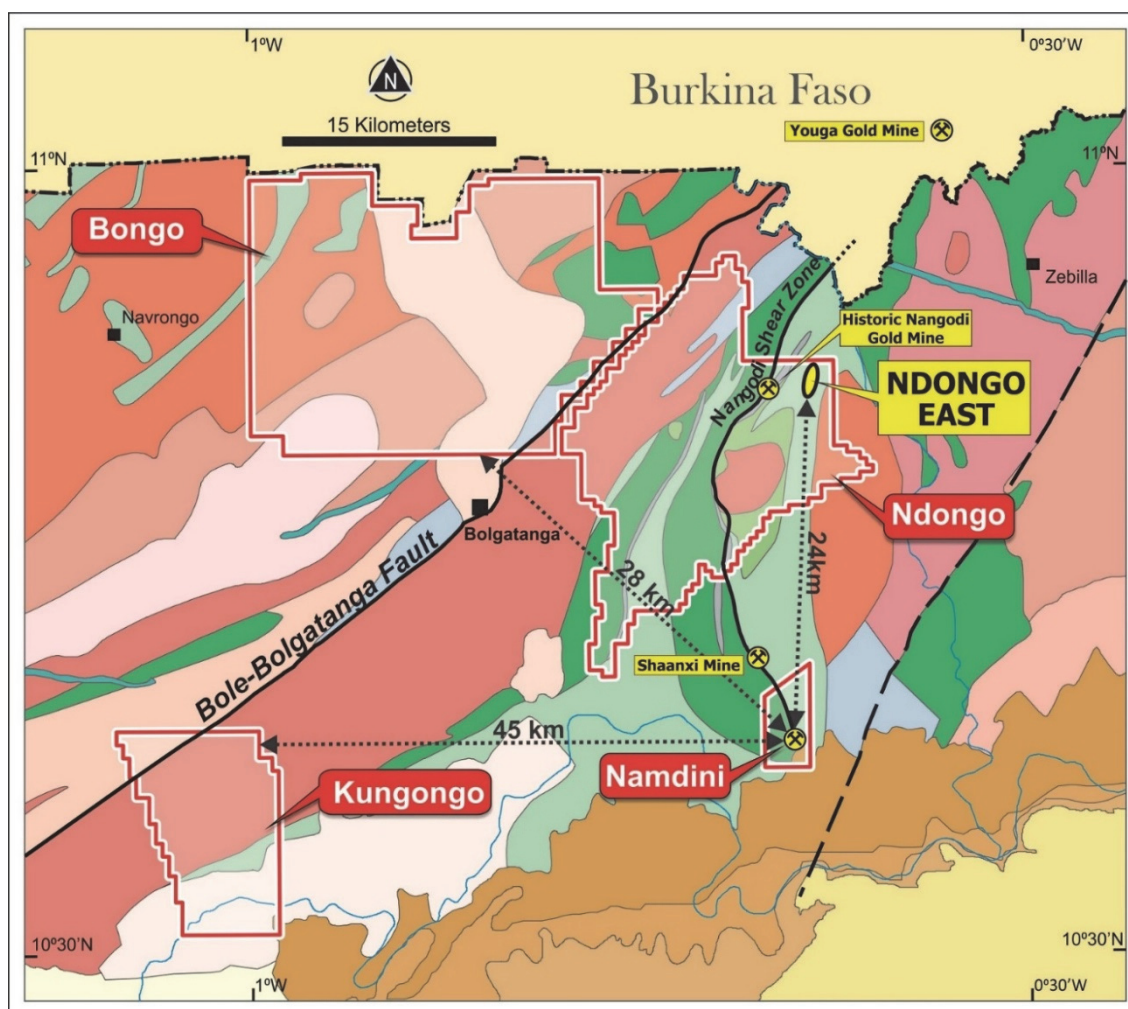 1ºW
0º30'W
N
Burkina Faso
15 Kilometers
Youga Gold Mine
11ºN
11ºN
Bongo
Zebilla
Navrongo
Nangodi Shear Zone
Historic Nangodi
Gold Mine
NDONGO
EAST
Ndongo
Bolgatanga
24km
28 km
Bole-Bolgatanga Fault
Shaanxi Mine
45 km
Namdini
Kungongo
10º30'N
10º30'N
1ºW
0º30'W